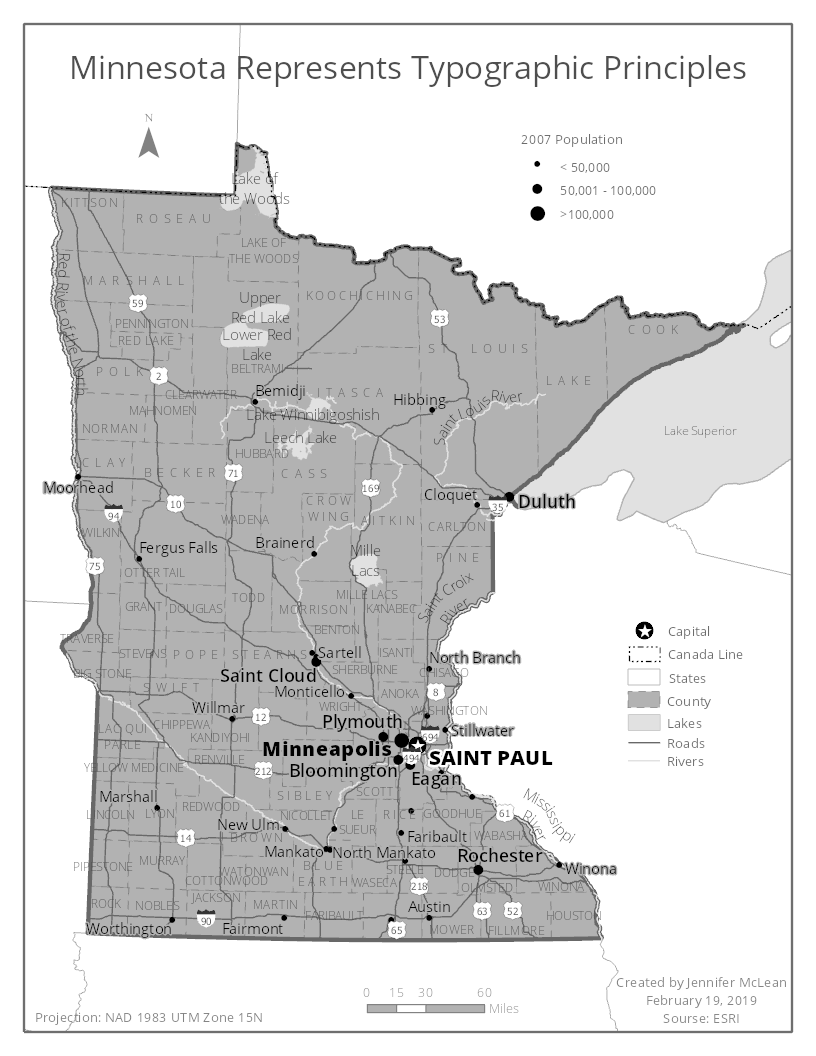 Minnesota Represents Typographic Principles
N
2007 Population
< 50,000
50,001 - 100,000
>100,000
Lake of
the Woods
KITTSON
ROSEAU
LAKE OF
THE WOODS
Red River of the North
MARSHALL
KOOCHICHING
Upper
Red Lake
Lower Red
Lake
59
53
PENNINGTON
RED LAKE
COOK
ST LOUIS
POLK
2
BELTRAMI
LAKE
CLEARWATER
Bemidji
ITASCA
Hibbing
Saint Louis River
MAHNOMEN
Lake Winnibigoshish
NORMAN
Leech Lake
Lake Superior
HUBBARD
CLAY
BECKER
71
CASS
Moorhead
169
Cloquet
Duluth
35
94
10
CROW
WING
WADENA
AITKIN
CARLTON
WILKIN
Fergus Falls
Brainerd
Mille
Lacs
PINE
75
OTTER TAIL
Saint Croix
River
TODD
MILLE LACS
GRANT
DOUGLAS
MORRISON
KANABEC
BENTON
TRAVERSE
STEVENS
POPE
STEARNS
Sartell
ISANTI
North Branch
BIG STONE
Saint Cloud
SHERBURNE
CHISAGO
SWIFT
Monticello
ANOKA
8
Willmar
WRIGHT
WASHINGTON
12
CHIPPEWA
Plymouth
LAC QUI
PARLE
KANDIYOHI
Stillwater
694
Minneapolis
494
SAINT PAUL
RENVILLE
YELLOW MEDICINE
212
Bloomington
Eagan
SCOTT
SIBLEY
Marshall
REDWOOD
Mississippi
River
LINCOLN
LYON
NICOLLET
LE
SUEUR
RICE
GOODHUE
61
New Ulm
14
BROWN
Faribault
WABASHA
Mankato
North Mankato
Rochester
PIPESTONE
MURRAY
COTTONWOOD
WATONWAN
BLUE
EARTH
WASECA
STEELE
DODGE
Winona
218
OLMSTED
WINONA
ROCK
NOBLES
JACKSON
MARTIN
FARIBAULT
Austin
63
52
HOUSTON
90
Worthington
Fairmont
65
MOWER
FILLMORE
Capital
Canada Line
States
County
Lakes
Roads
Rivers
0 15 30 60
Miles
Projection: NAD 1983 UTM Zone 15N
Created by Jennifer McLean
February 19, 2019
Sourse: ESRI